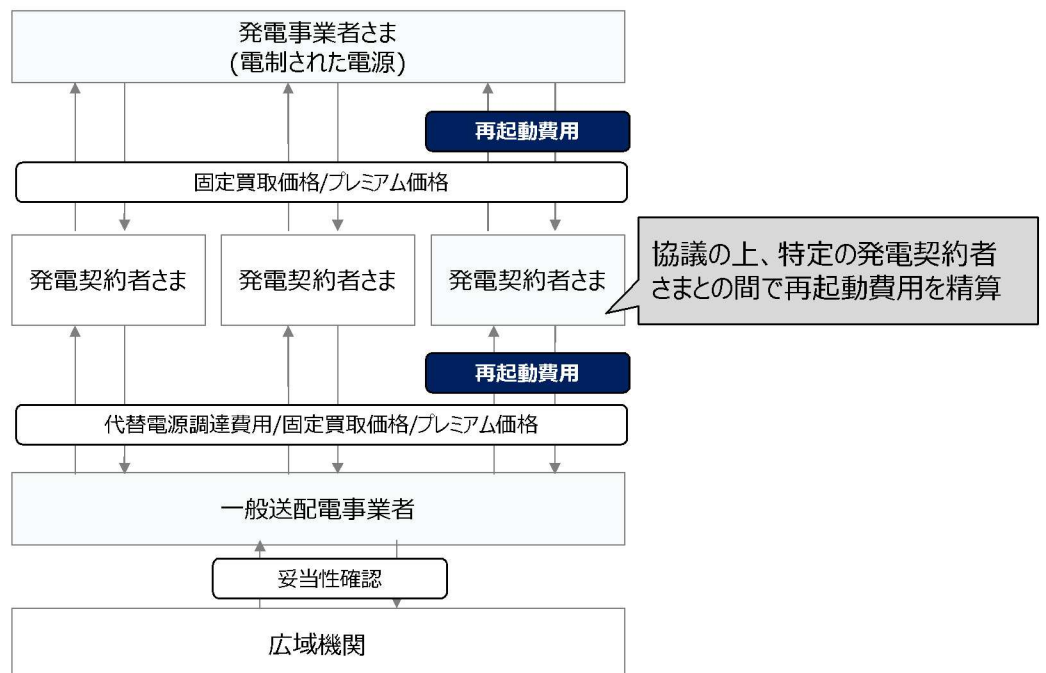 発電事業者さま
(電制された電源)
再起動費用
固定買取価格/プレミアム価格
発電契約者さま
発電契約者さま
発電契約者さま
協議の上、特定の発電契約者
さまとの間で再起動費用を精算
再起動費用
代替電源調達費用/固定買取価格/プレミアム価格
一般送配電事業者
妥当性確認
広域機関